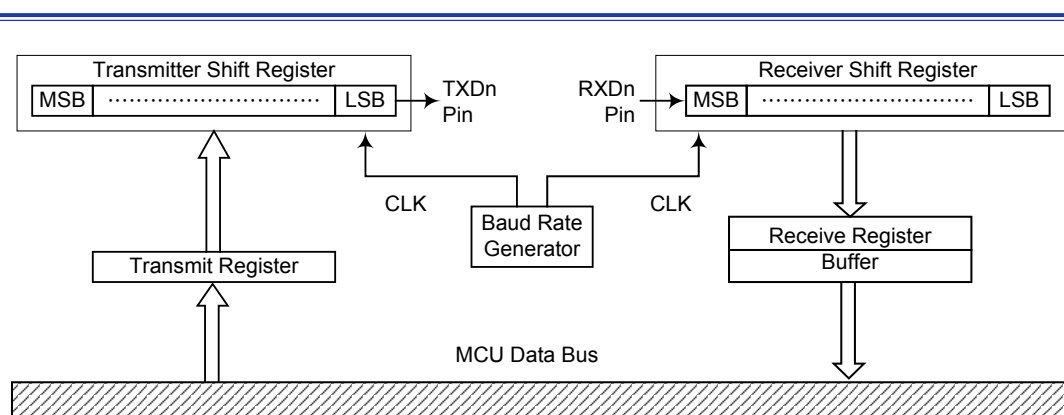 Transmitter Shift Register
MSB ............................ LSB
TXDn
Pin
RXDn
Pin
Receiver Shift Register
MSB ............................ LSB
CLK
CLK
Baud Rate
Generator
Transmit Register
Receive Register
Buffer
MCU Data Bus